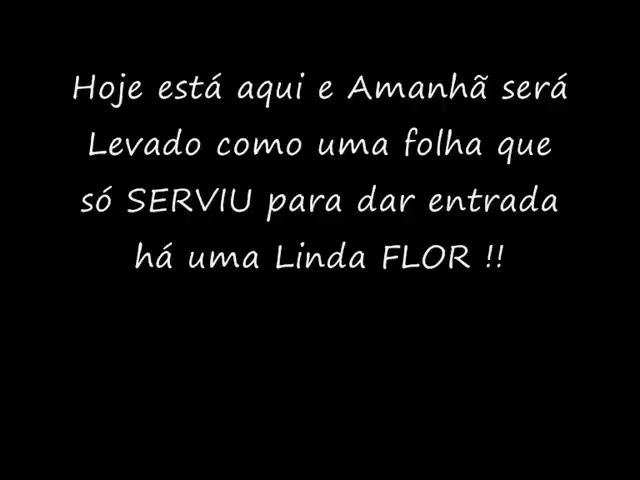 Hoje está aqui e Amanhã será
Levado como uma folha que
só SERVIU para dar entrada
há uma Linda FLOR !!